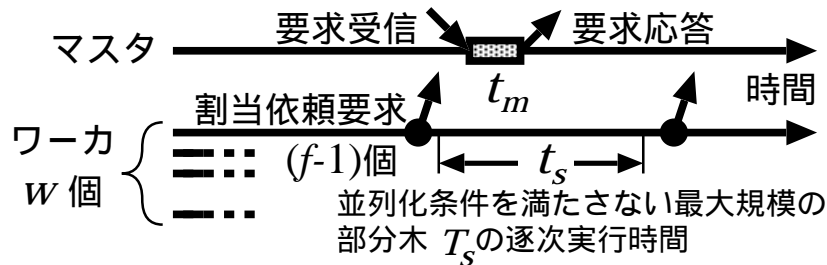 要求受信 要求応答
マスタ
t_m 時間
割当依頼要求
ワーカ
(f-1)個 t_s
W 個
並列化条件を満たさない最大規模の
部分木 T_sの逐次実行時間